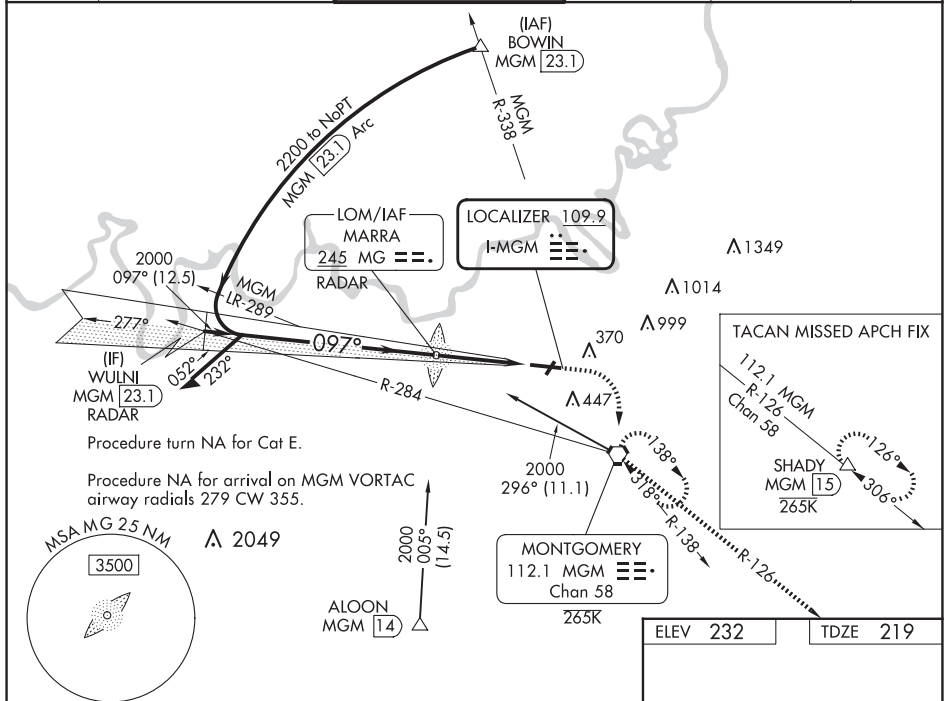 (IAF)
BOWIN
MGM 23.1
MGM
R-338
2200 to NoPT
MGM 23.1 Arc
LOM/IAF
MARRA
245 MG
RADAR
LOCALIZER 109.9
I-MGM
1349
1014
999
370
447
2000
097° (12.5)
MGM
LR-289
277°
097°
(IF)
WULNI
MGM 23.1
RADAR
052°
232°
R-284
TACAN MISSED APCH FIX
112.1 MGM
R-126
Chan 58
SHADY
MGM 15
265K
126°
306°
Procedure turn NA for Cat E.
Procedure NA for arrival on MGM VORTAC
airway radials 279 CW 355.
2000
296° (11.1)
138°
318°
R-138
R-126
MSA MG 25 NM
3500
2049
2000
005°
(14.5)
ALOON
MGM 14
MONTGOMERY
112.1 MGM
Chan 58
265K
ELEV 232
TDZE 219